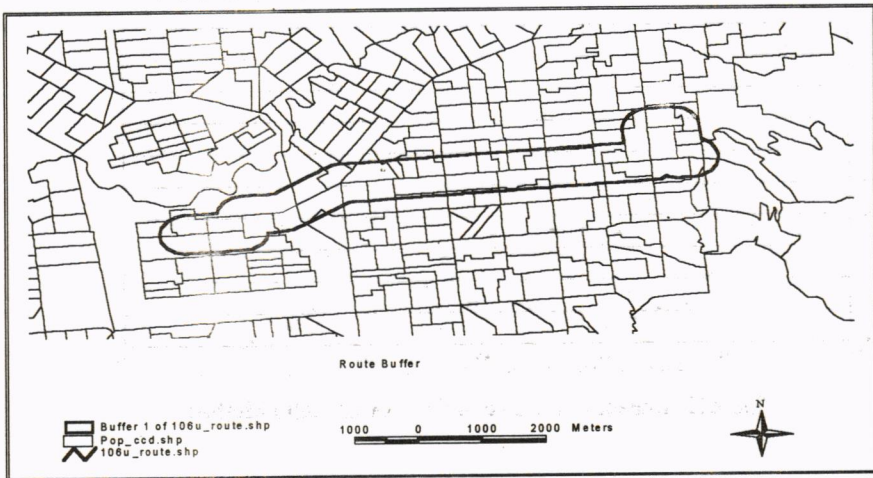 Route Buffer
Buffer 1 of 106u_route.shp
Pop_ccd.shp
106u_route.shp
1000 0 1000 2000 Meters
N